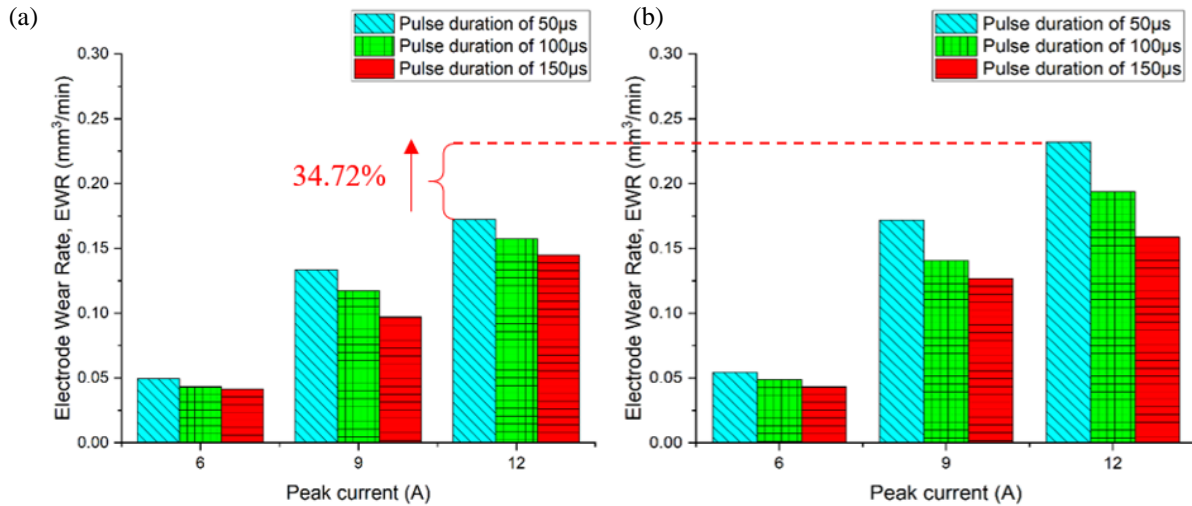 (a)
Pulse duration of 50µs
Pulse duration of 100µs
Pulse duration of 150µs
0.30
0.25
0.20
0.15
0.10
0.05
0.00
Electrode Wear Rate, EWR (mm³/min)
34.72%
6
9
12
Peak current (A)
(b)
Pulse duration of 50µs
Pulse duration of 100µs
Pulse duration of 150µs
0.30
0.25
0.20
0.15
0.10
0.05
0.00
Electrode Wear Rate, EWR (mm³/min)
6
9
12
Peak current (A)